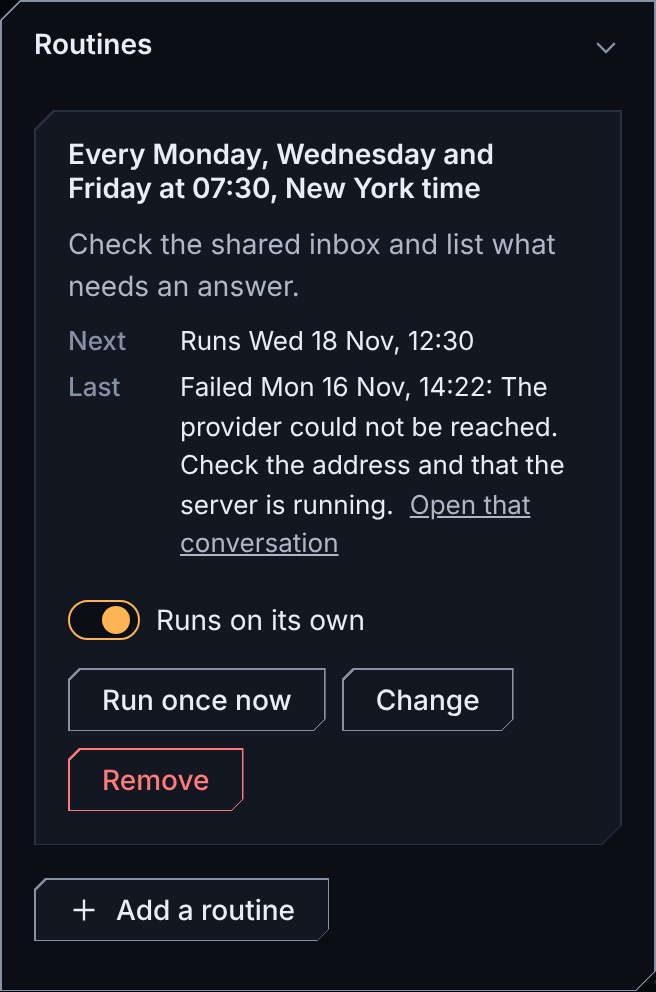 Routines
Every Monday, Wednesday and
Friday at 07:30, New York time
Check the shared inbox and list what
needs an answer.
Next Runs Wed 18 Nov, 12:30
Last Failed Mon 16 Nov, 14:22: The
provider could not be reached.
Check the address and that the
server is running. Open that
conversation
Runs on its own
Run once now Change
Remove
+ Add a routine